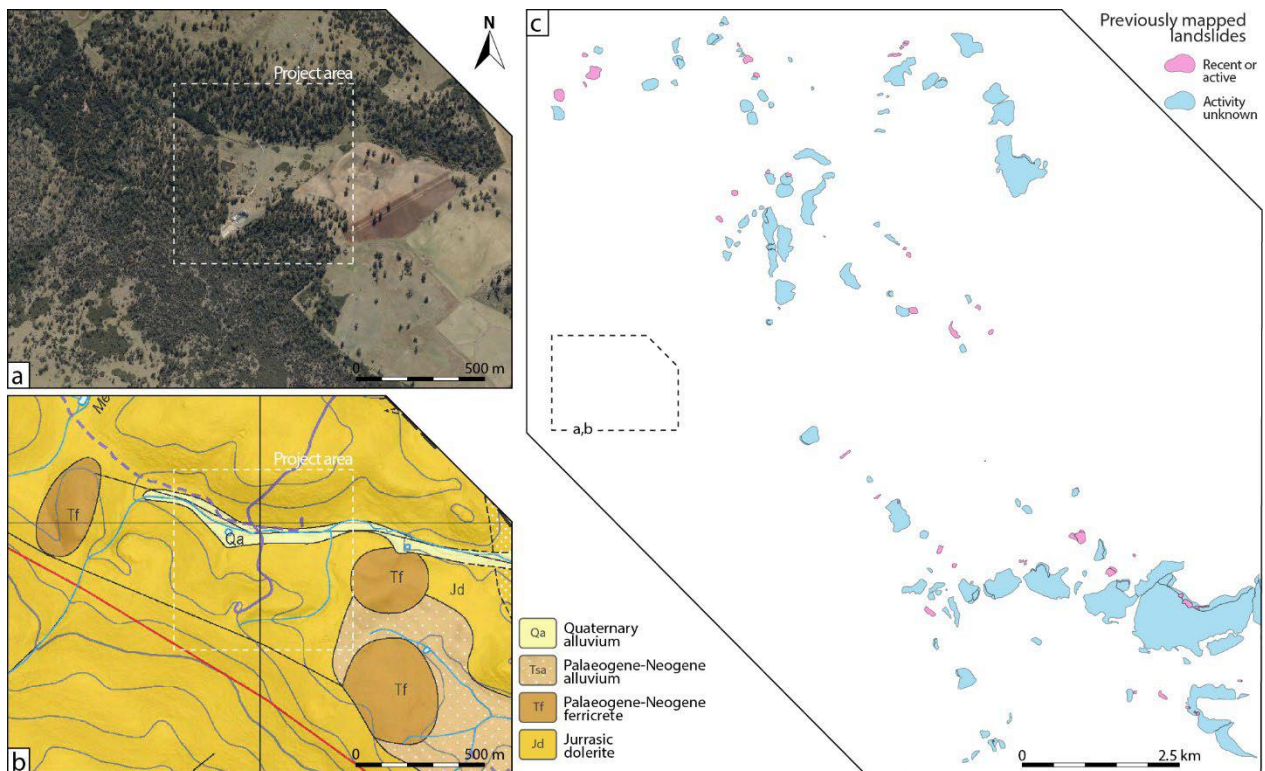 N
Project area
a
0
500 m
Me
Project area
Tf
Qa
Tf
Jd
Tf
b
0
500 m
Qa
Quaternary
alluvium
Tsa
Palaeogene-Neogene
alluvium
Tf
Palaeogene-Neogene
ferricrete
Jd
Jurrasic
dolerite
c
Previously mapped
landslides
Recent or
active
Activity
unknown
a,b
0
2.5 km